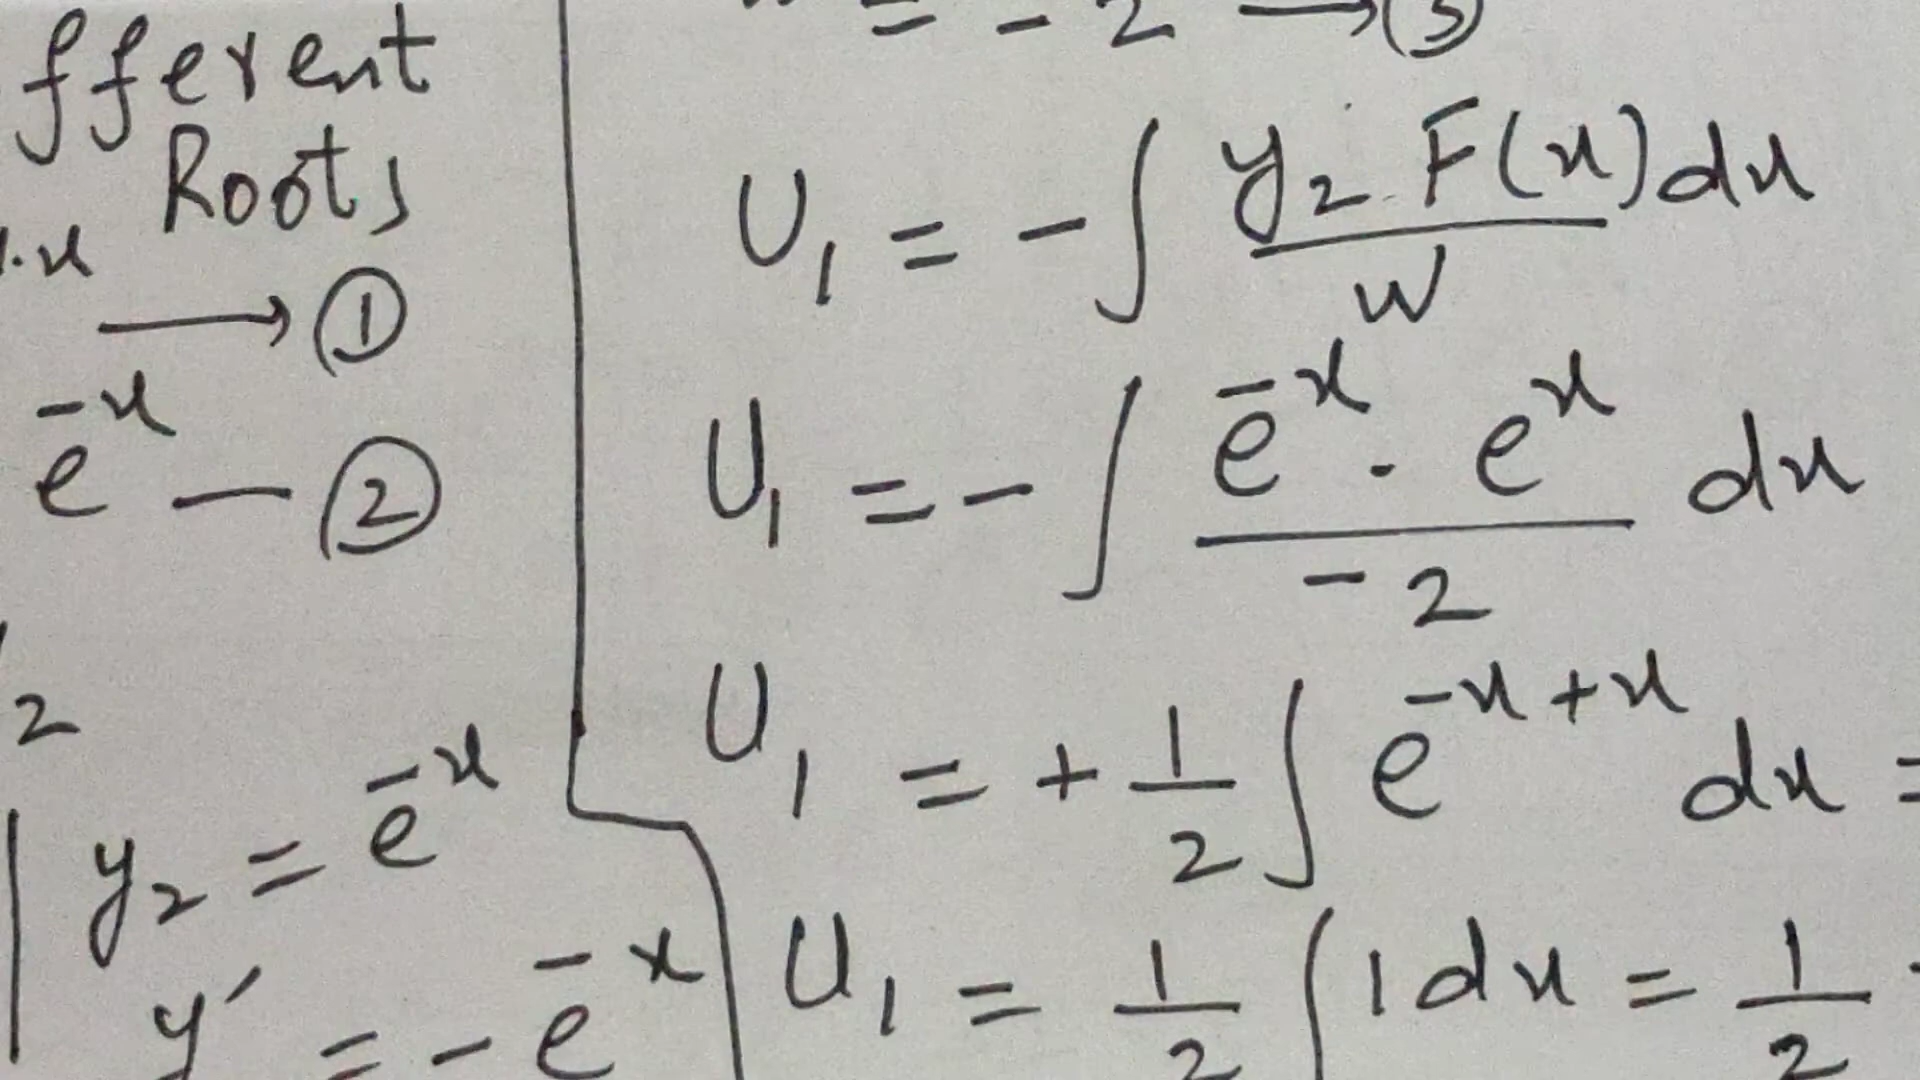 fferent
Roots
1.x
⟶ ①
e^{-x} — ②
2
y₂ = e^{-x}
y′ = - e^{-x}
= - 2 ⟶ ③
U₁ = - ∫ y₂ F(x) dx / W
U₁ = - ∫ e^{-x} . e^x / -2 dx
U₁ = + 1/2 ∫ e^{-x+x} dx =
U₁ = 1/2 ∫ 1 dx = 1/2